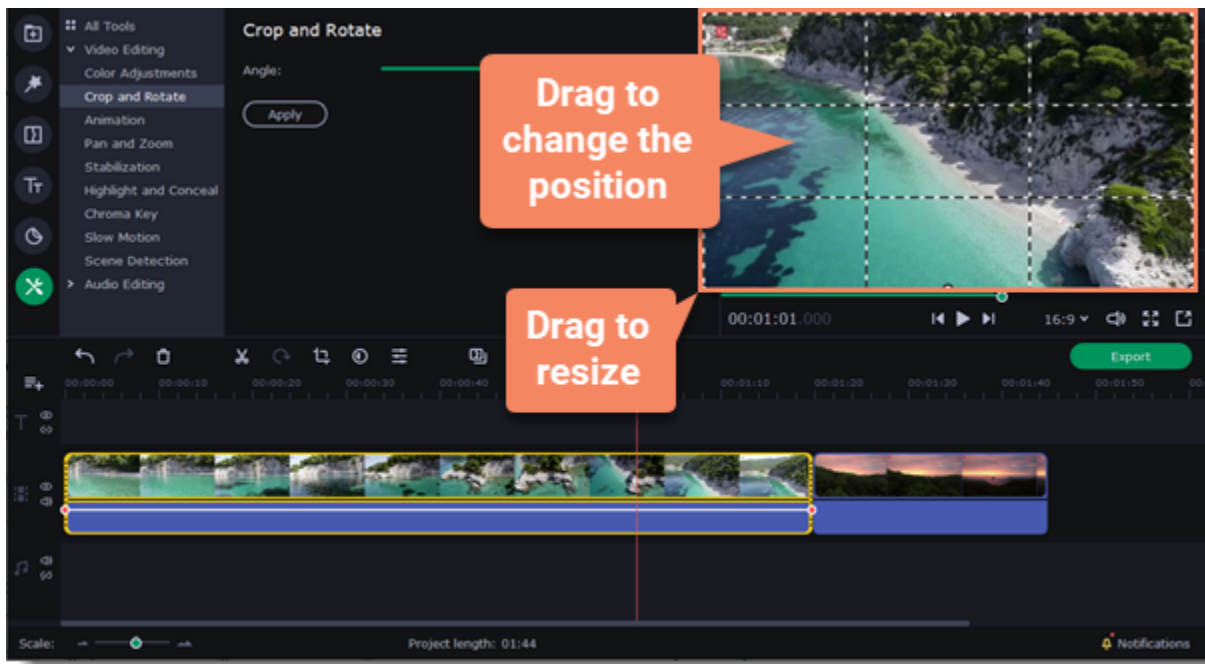 All Tools
Video Editing
Color Adjustments
Crop and Rotate
Animation
Pan and Zoom
Stabilization
Highlight and Conceal
Chroma Key
Slow Motion
Scene Detection
Audio Editing
Crop and Rotate
Angle:
Apply
Drag to
change the
position
Drag to
resize
00:01:01.000
16:9
Export
00:00:00 00:00:10 00:00:20 00:00:30 00:00:40 00:01:10 00:01:20 00:01:30 00:01:40 00:01:50 00:
Scale:
Project length: 01:44
Notifications